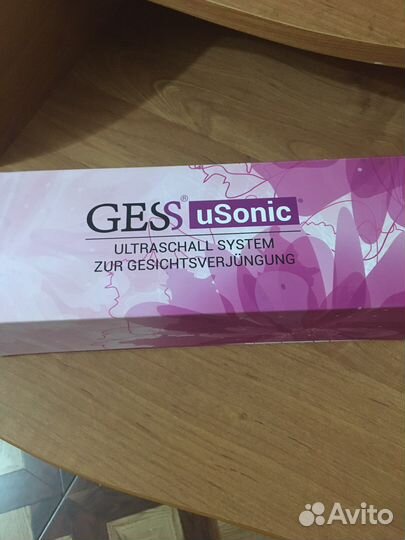 GESS® uSonic®
ULTRASCHALL SYSTEM
ZUR GESICHTSVERJÜNGUNG
Avito